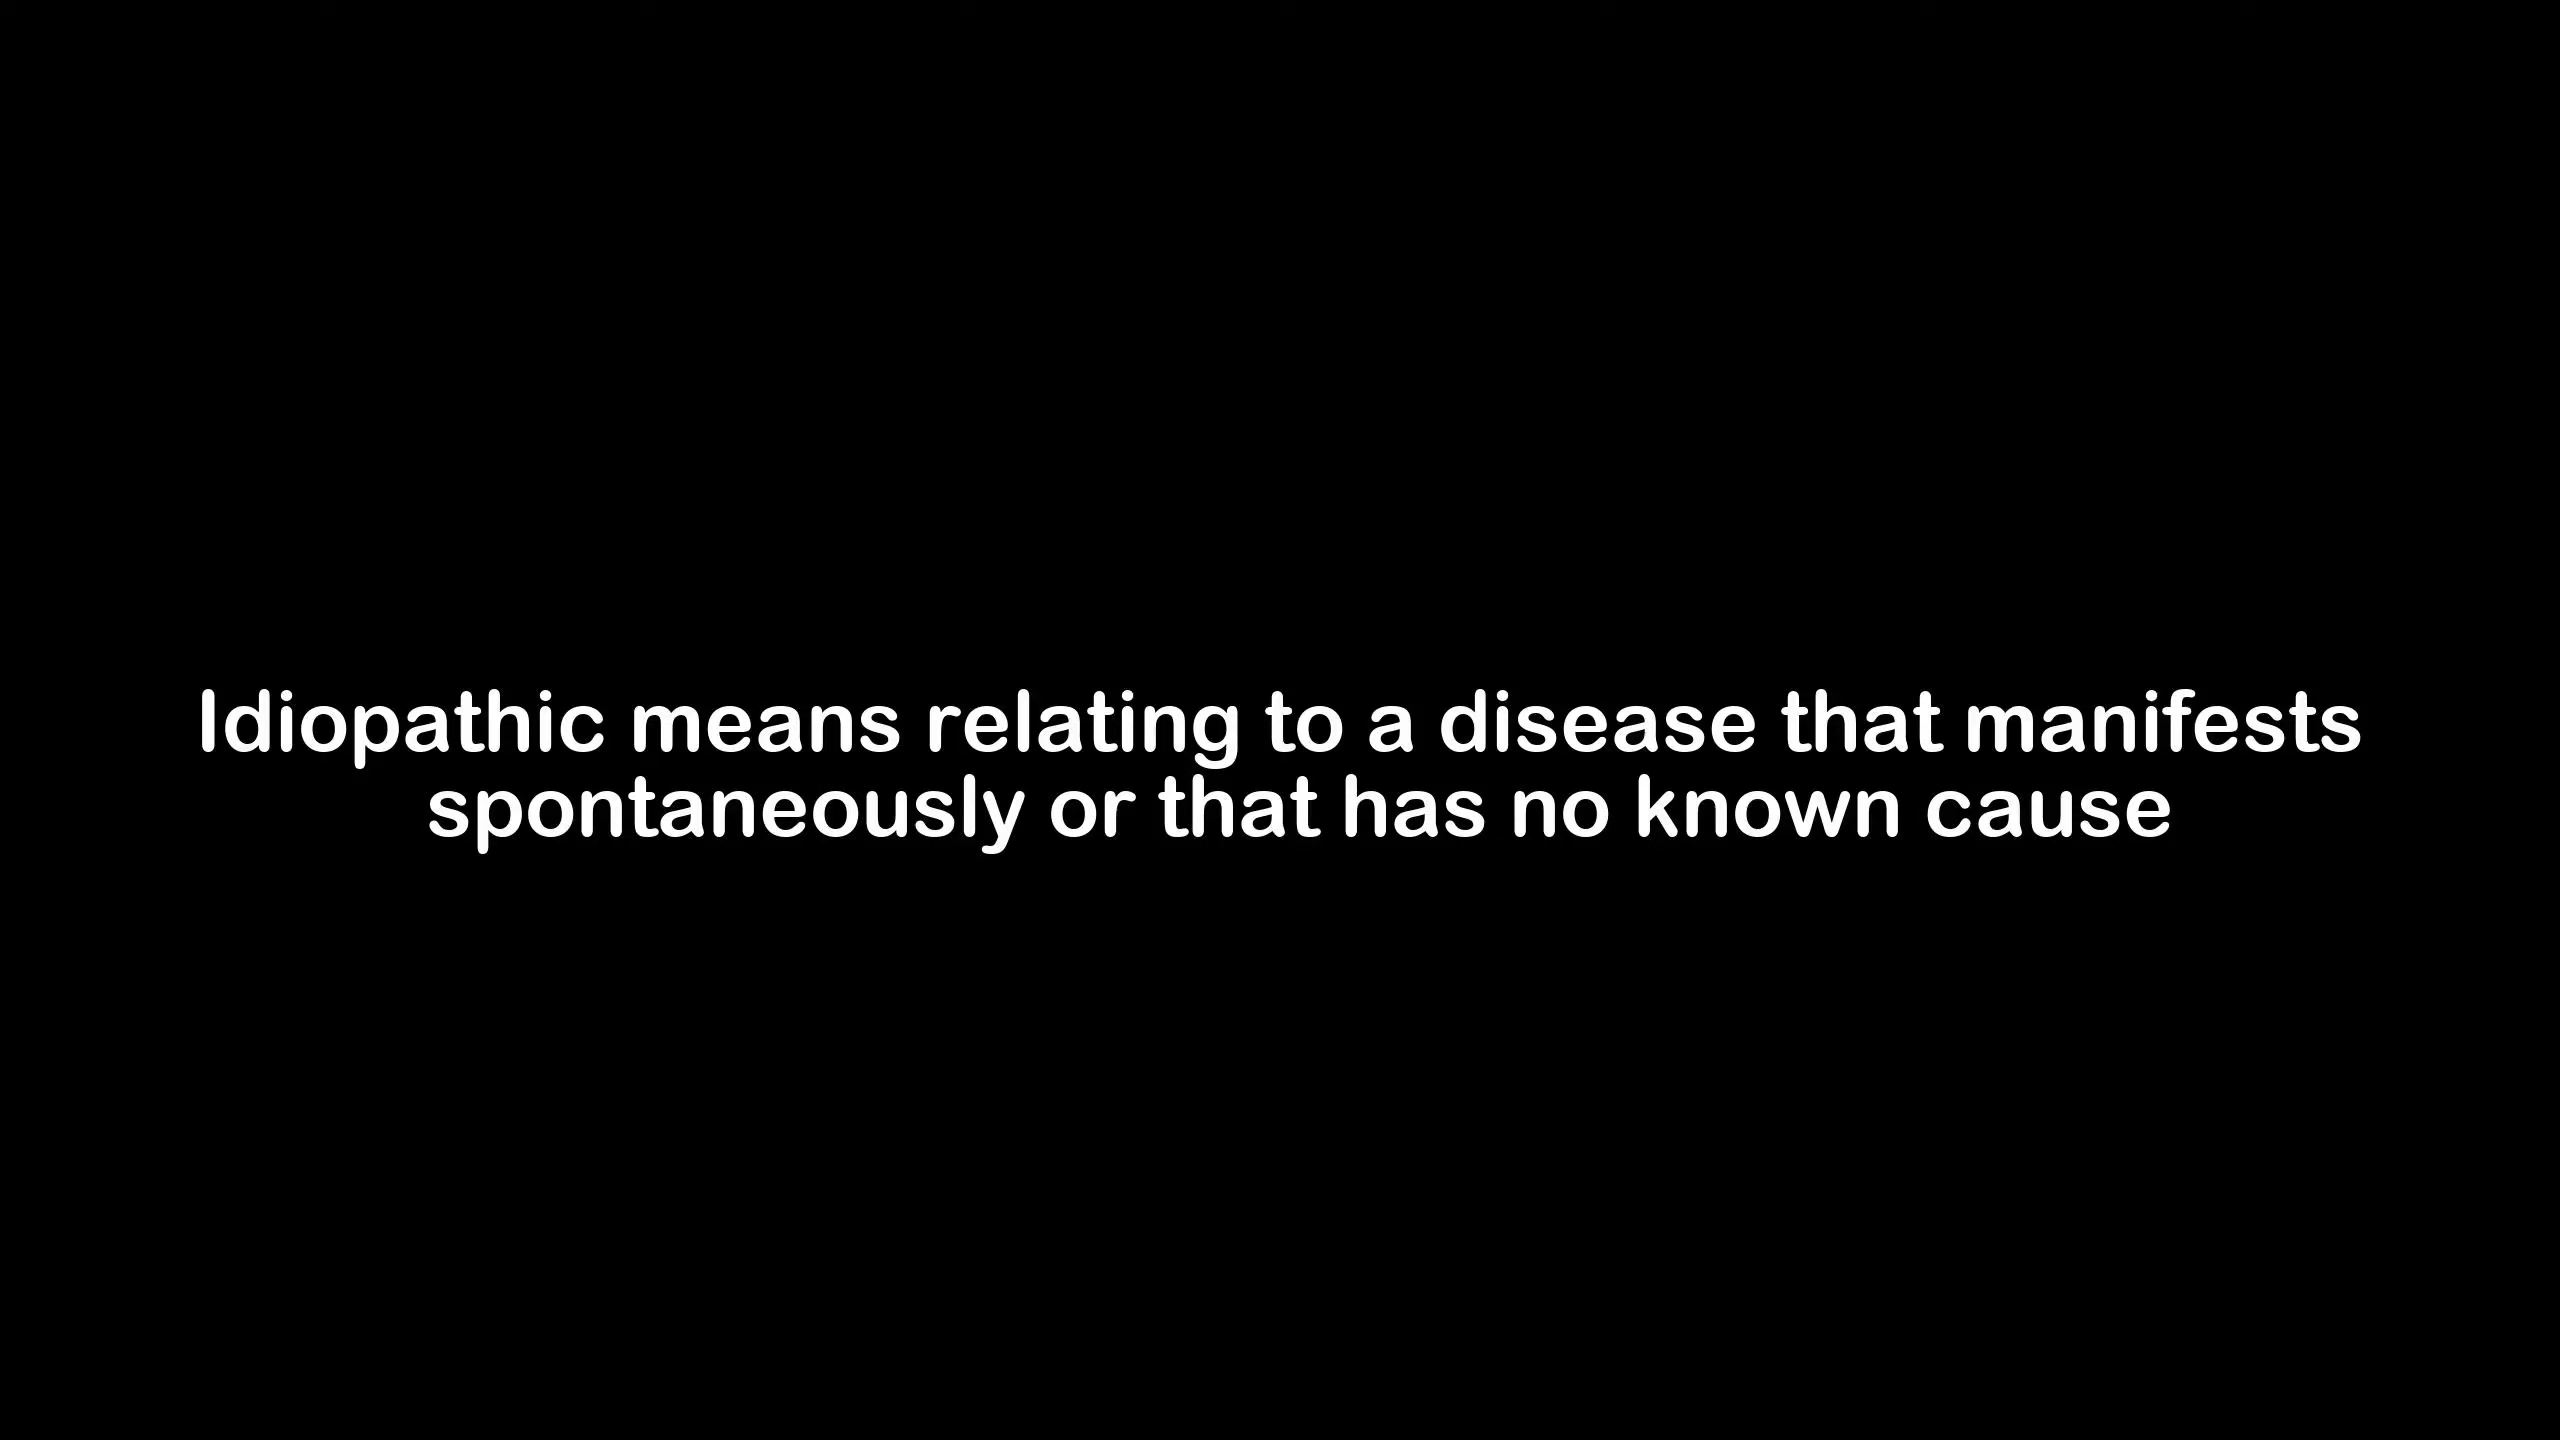 Idiopathic means relating to a disease that manifests
spontaneously or that has no known cause